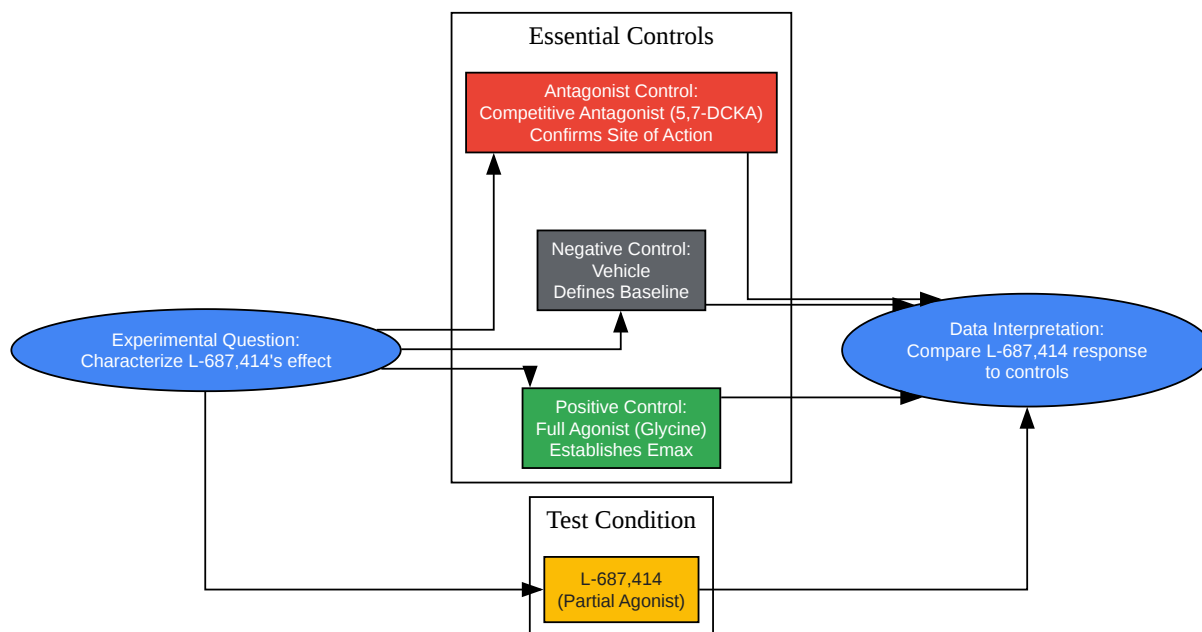 Essential Controls
Antagonist Control:
Competitive Antagonist (5,7-DCKA)
Confirms Site of Action
Negative Control:
Vehicle
Defines Baseline
Experimental Question:
Characterize L-687,414's effect
Data Interpretation:
Compare L-687,414 response
to controls
Positive Control:
Full Agonist (Glycine)
Establishes Emax
Test Condition
L-687,414
(Partial Agonist)